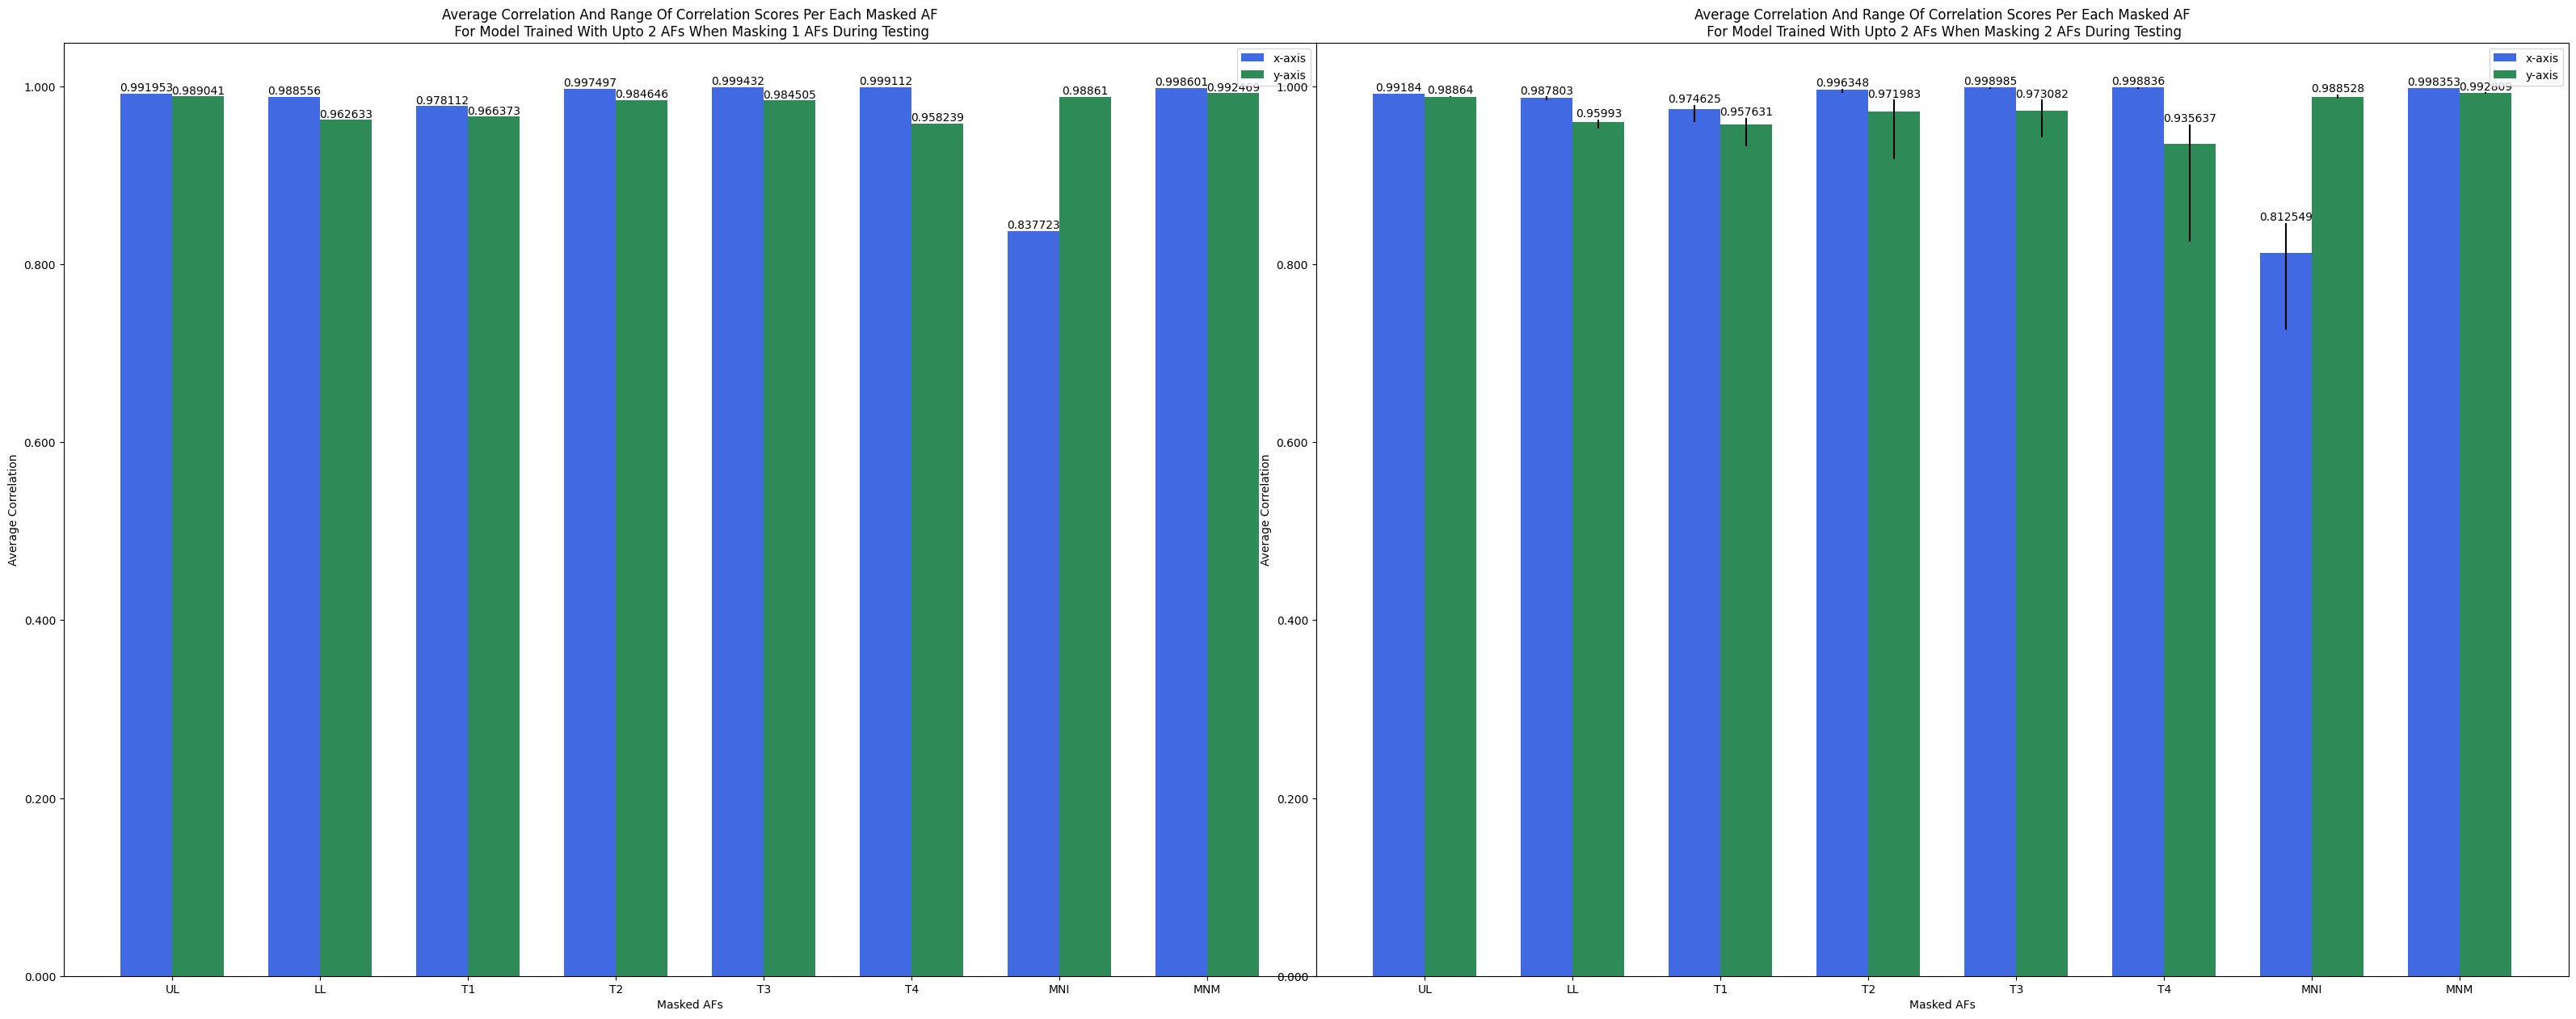 Average Correlation And Range Of Correlation Scores Per Each Masked AF
For Model Trained With Upto 2 AFs When Masking 1 AFs During Testing
x-axis
y-axis
0.991953 0.989041 0.988556 0.962633 0.978112 0.966373 0.997497 0.984646 0.999432 0.984505 0.999112 0.958239 0.837723 0.98861 0.998601 0.992469
1.000
0.800
0.600
0.400
0.200
0.000
Average Correlation
UL LL T1 T2 T3 T4 MNI MNM
Masked AFs
Average Correlation And Range Of Correlation Scores Per Each Masked AF
For Model Trained With Upto 2 AFs When Masking 2 AFs During Testing
x-axis
y-axis
0.99184 0.98864 0.987803 0.95993 0.974625 0.957631 0.996348 0.971983 0.998985 0.973082 0.998836 0.935637 0.812549 0.988528 0.998353
1.000
0.800
0.600
0.400
0.200
0.000
Average Correlation
UL LL T1 T2 T3 T4 MNI MNM
Masked AFs